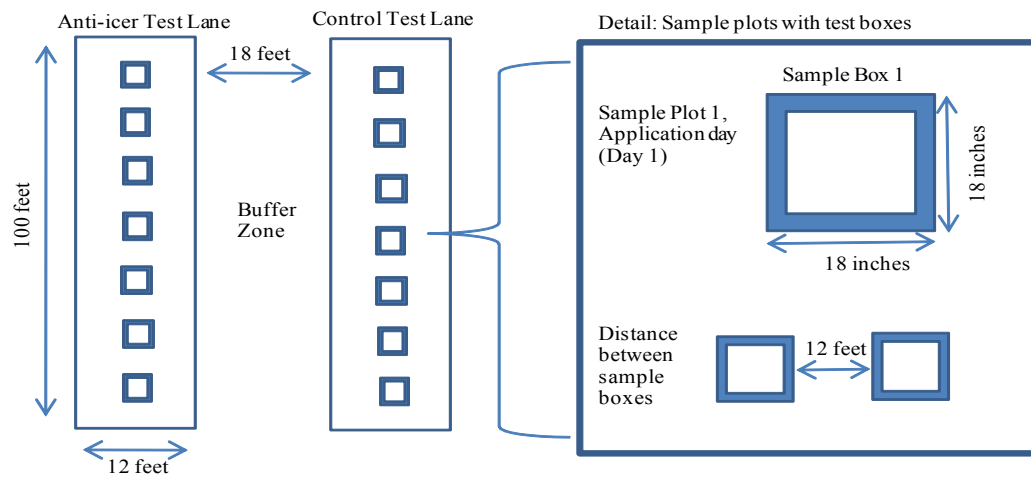 Anti-icer Test Lane
18 feet
Control Test Lane
100 feet
Buffer
Zone
12 feet
Detail: Sample plots with test boxes
Sample Box 1
Sample Plot 1,
Application day
(Day 1)
18 inches
18 inches
Distance
between
sample
boxes
12 feet